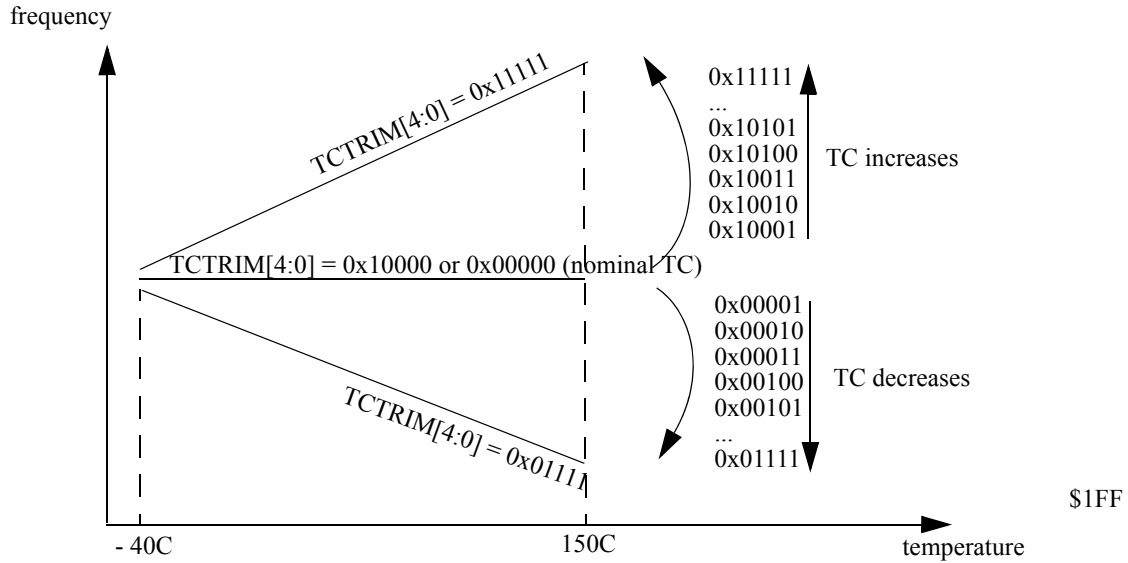 frequency
TCTRIM[4:0] = 0x11111
0x11111
...
0x10101
0x10100
0x10011
0x10010
0x10001
TC increases
TCTRIM[4:0] = 0x10000 or 0x00000 (nominal TC)
0x00001
0x00010
0x00011
0x00100
0x00101
...
0x01111
TC decreases
TCTRIM[4:0] = 0x01111
$1FF
- 40C
150C
temperature